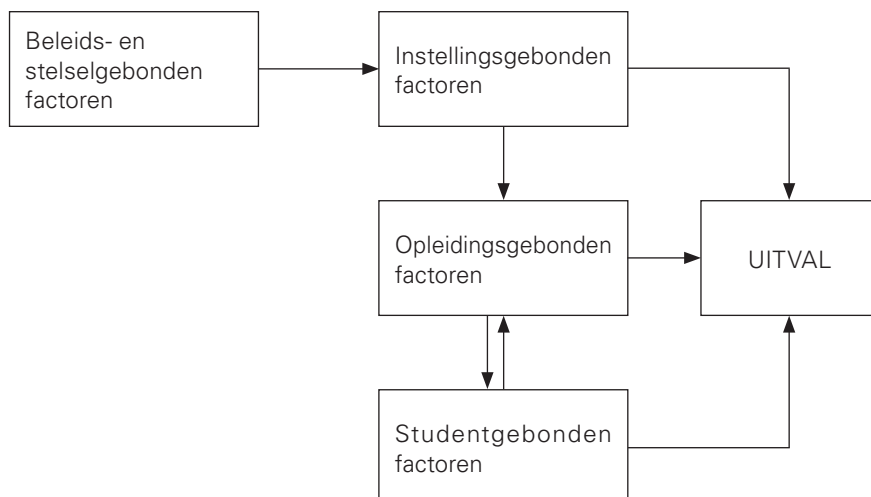 Beleids- en
stelselgebonden
factoren
Instellingsgebonden
factoren
Opleidingsgebonden
factoren
UITVAL
Studentgebonden
factoren